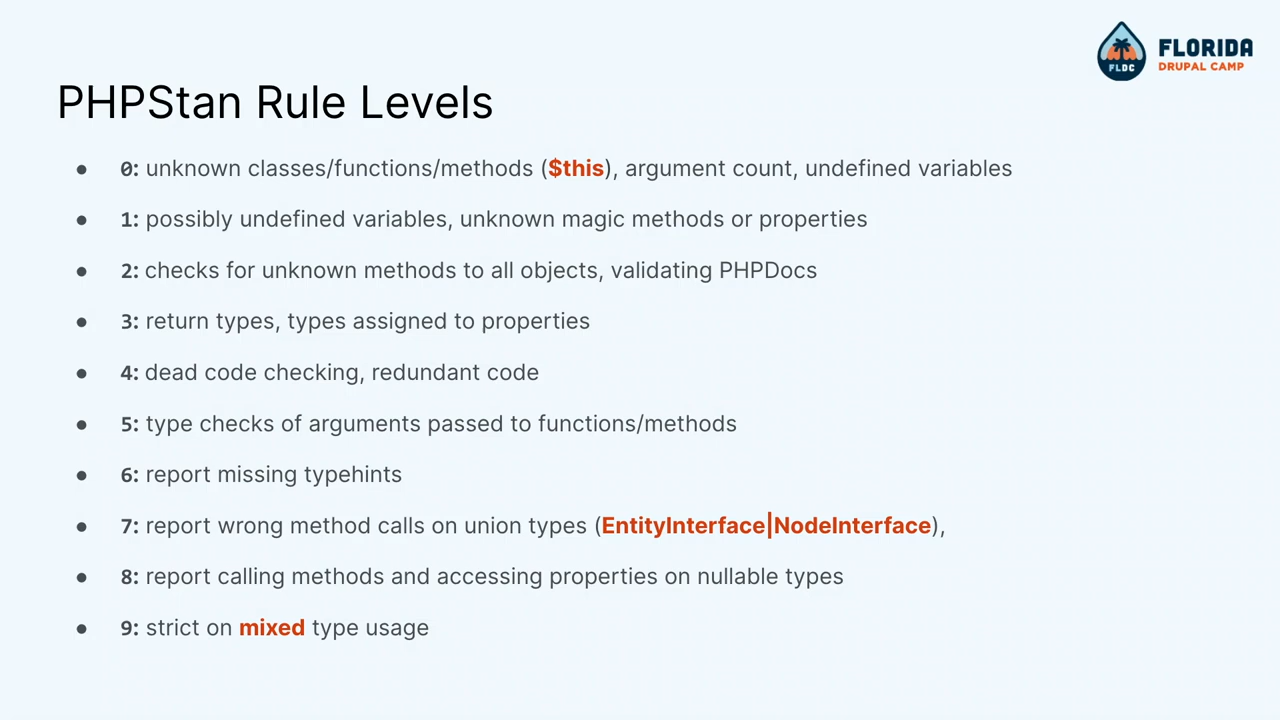 FLORIDA
DRUPAL CAMP
FLDC
PHPStan Rule Levels
● 0: unknown classes/functions/methods ($this), argument count, undefined variables
● 1: possibly undefined variables, unknown magic methods or properties
● 2: checks for unknown methods to all objects, validating PHPDocs
● 3: return types, types assigned to properties
● 4: dead code checking, redundant code
● 5: type checks of arguments passed to functions/methods
● 6: report missing typehints
● 7: report wrong method calls on union types (EntityInterface|NodeInterface),
● 8: report calling methods and accessing properties on nullable types
● 9: strict on mixed type usage